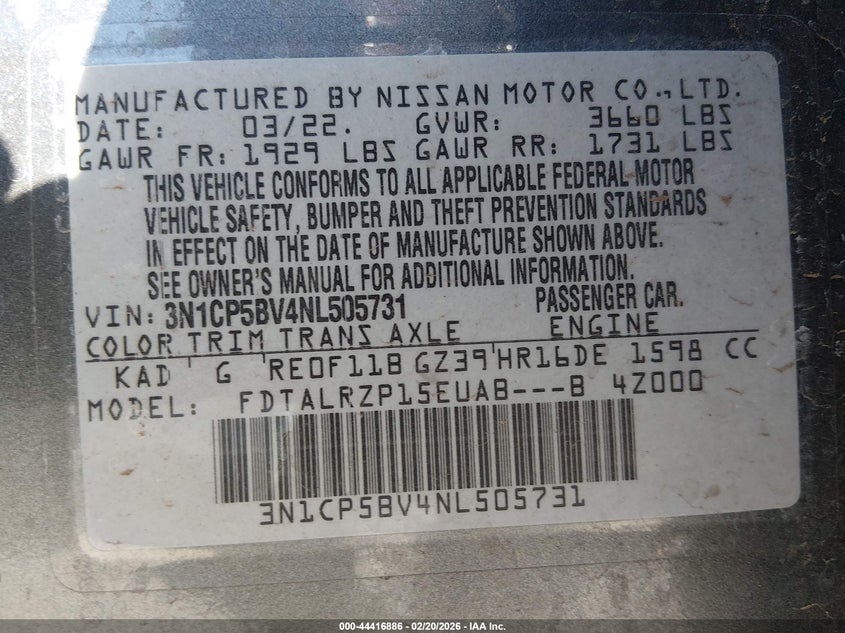 MANUFACTURED BY NISSAN MOTOR CO., LTD.
DATE: 03/22. GVWR: 3660 LBS
GAWR FR: 1929 LBS GAWR RR: 1731 LBS
THIS VEHICLE CONFORMS TO ALL APPLICABLE FEDERAL MOTOR
VEHICLE SAFETY, BUMPER AND THEFT PREVENTION STANDARDS
IN EFFECT ON THE DATE OF MANUFACTURE SHOWN ABOVE.
SEE OWNER'S MANUAL FOR ADDITIONAL INFORMATION.
VIN: 3N1CP5BV4NL505731 PASSENGER CAR.
COLOR TRIM TRANS AXLE ENGINE
KAD G RE0F11B GZ39 HR16DE 1598 CC
MODEL: FDTALRZP15EUAB---B 4Z000
3N1CP5BV4NL505731
000-44416886 - 02/20/2026 - IAA Inc.